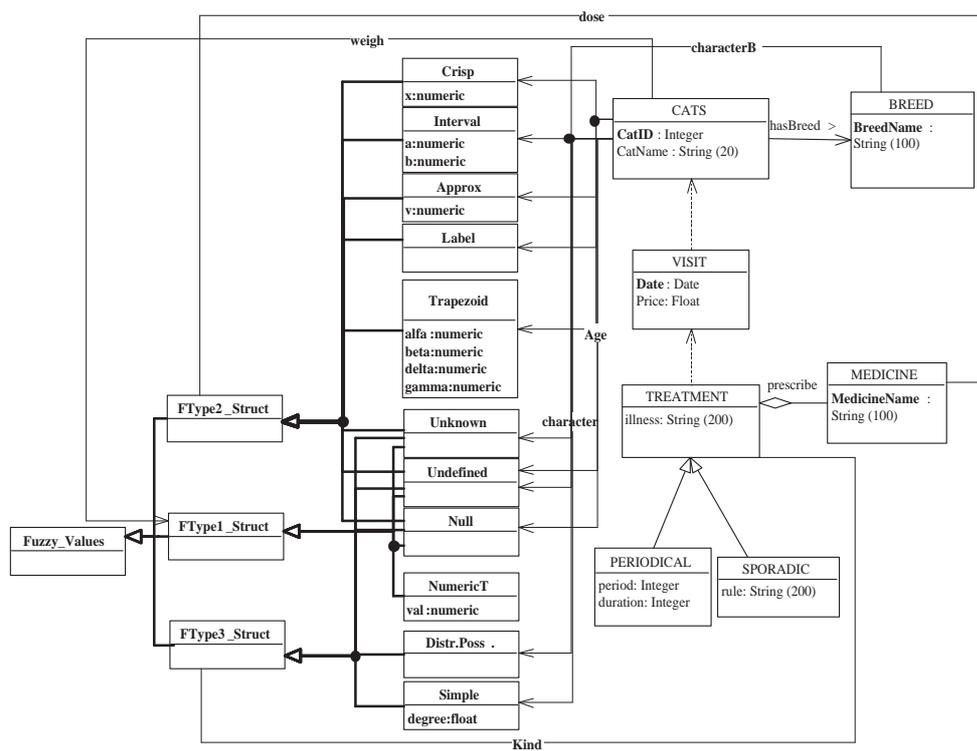 dose
weigh
characterB
Crisp
x:numeric
Interval
a:numeric
b:numeric
Approx
v:numeric
Label
Trapezoid
alfa :numeric
beta:numeric
delta:numeric
gamma:numeric
CATS
CatID : Integer
CatName : String (20)
hasBreed >
BREED
BreedName :
String (100)
VISIT
Date : Date
Price: Float
Age
TREATMENT
illness: String (200)
prescribe
MEDICINE
MedicineName :
String (100)
FType2_Struct
Unknown
character
Undefined
Null
FType1_Struct
Fuzzy_Values
NumericT
val :numeric
PERIODICAL
period: Integer
duration: Integer
SPORADIC
rule: String (200)
FType3_Struct
Distr.Poss .
Simple
degree:float
Kind